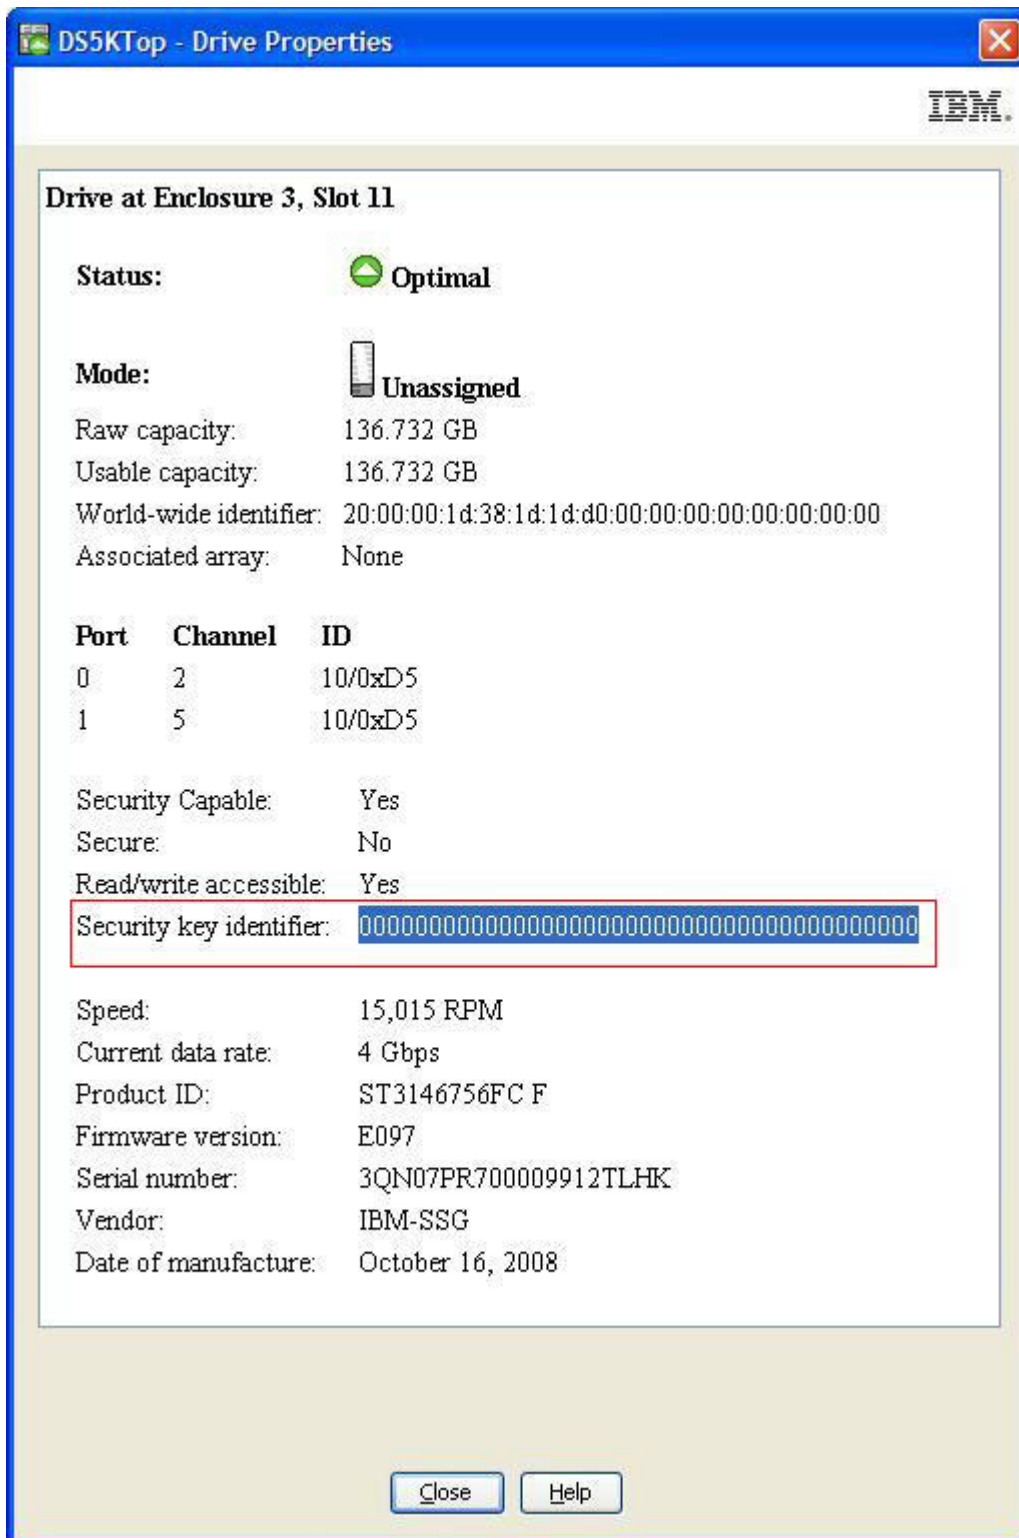 DS5KTop - Drive Properties
IBM.
Drive at Enclosure 3, Slot 11
Status: Optimal
Mode: Unassigned
Raw capacity: 136.732 GB
Usable capacity: 136.732 GB
World-wide identifier: 20:00:00:1d:38:1d:1d:d0:00:00:00:00:00:00:00:00
Associated array: None
Port Channel ID
0 2 10/0xD5
1 5 10/0xD5
Security Capable: Yes
Secure: No
Read/write accessible: Yes
Security key identifier: 0000000000000000000000000000000000000000
Speed: 15,015 RPM
Current data rate: 4 Gbps
Product ID: ST3146756FC F
Firmware version: E097
Serial number: 3QN07PR700009912TLHK
Vendor: IBM-SSG
Date of manufacture: October 16, 2008
Close Help